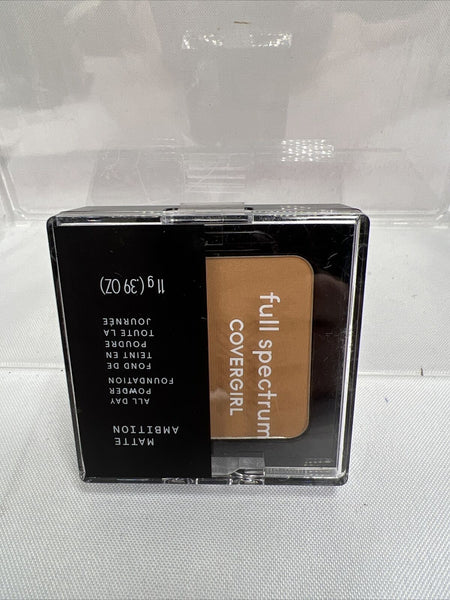 full spectrum
COVERGIRL
MATTE
AMBITION
ALL DAY
POWDER
FOUNDATION
FOND DE
TEINT EN
POUDRE
TOUTE LA
JOURNÉE
11 g (.39 OZ)